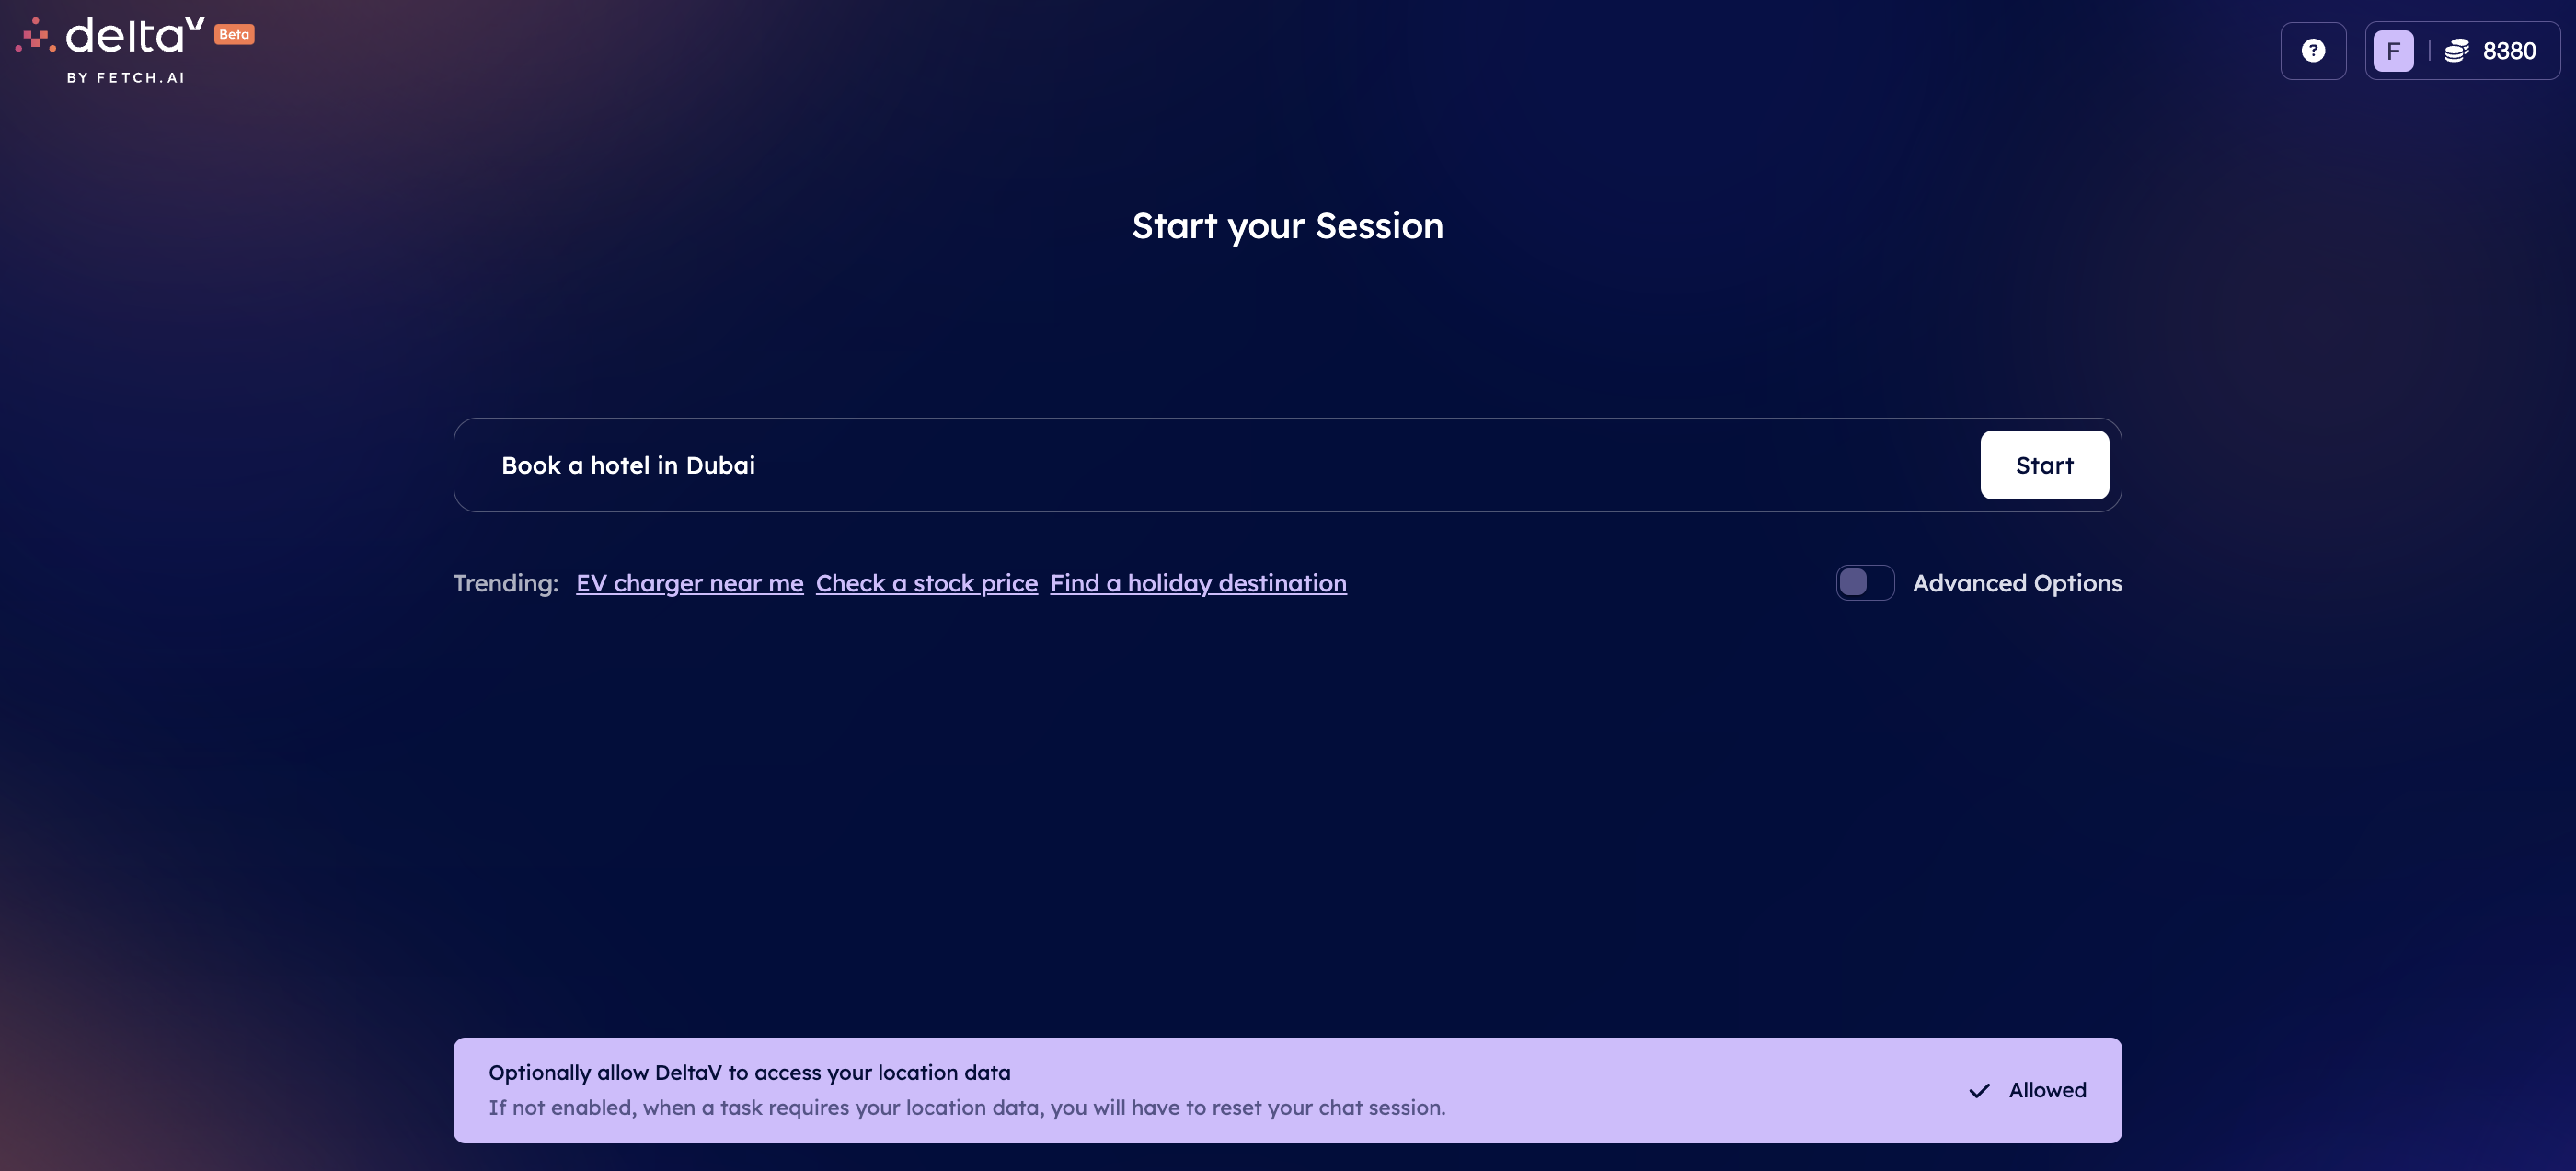 deltaV Beta
BY FETCH.AI
F 8380
Start your Session
Book a hotel in Dubai Start
Trending: EV charger near me Check a stock price Find a holiday destination Advanced Options
Optionally allow DeltaV to access your location data
If not enabled, when a task requires your location data, you will have to reset your chat session.
Allowed